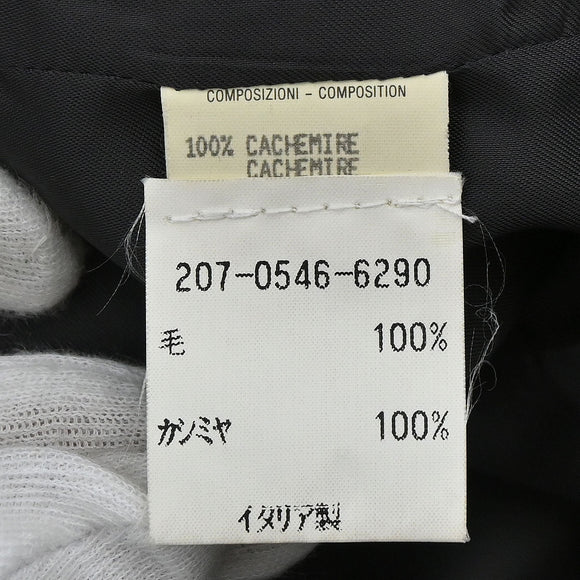 COMPOSIZIONI - COMPOSITION
100% CACHEMIRE
CACHEMIRE
207-0546-6290
毛 100%
カシミヤ 100%
イタリア製